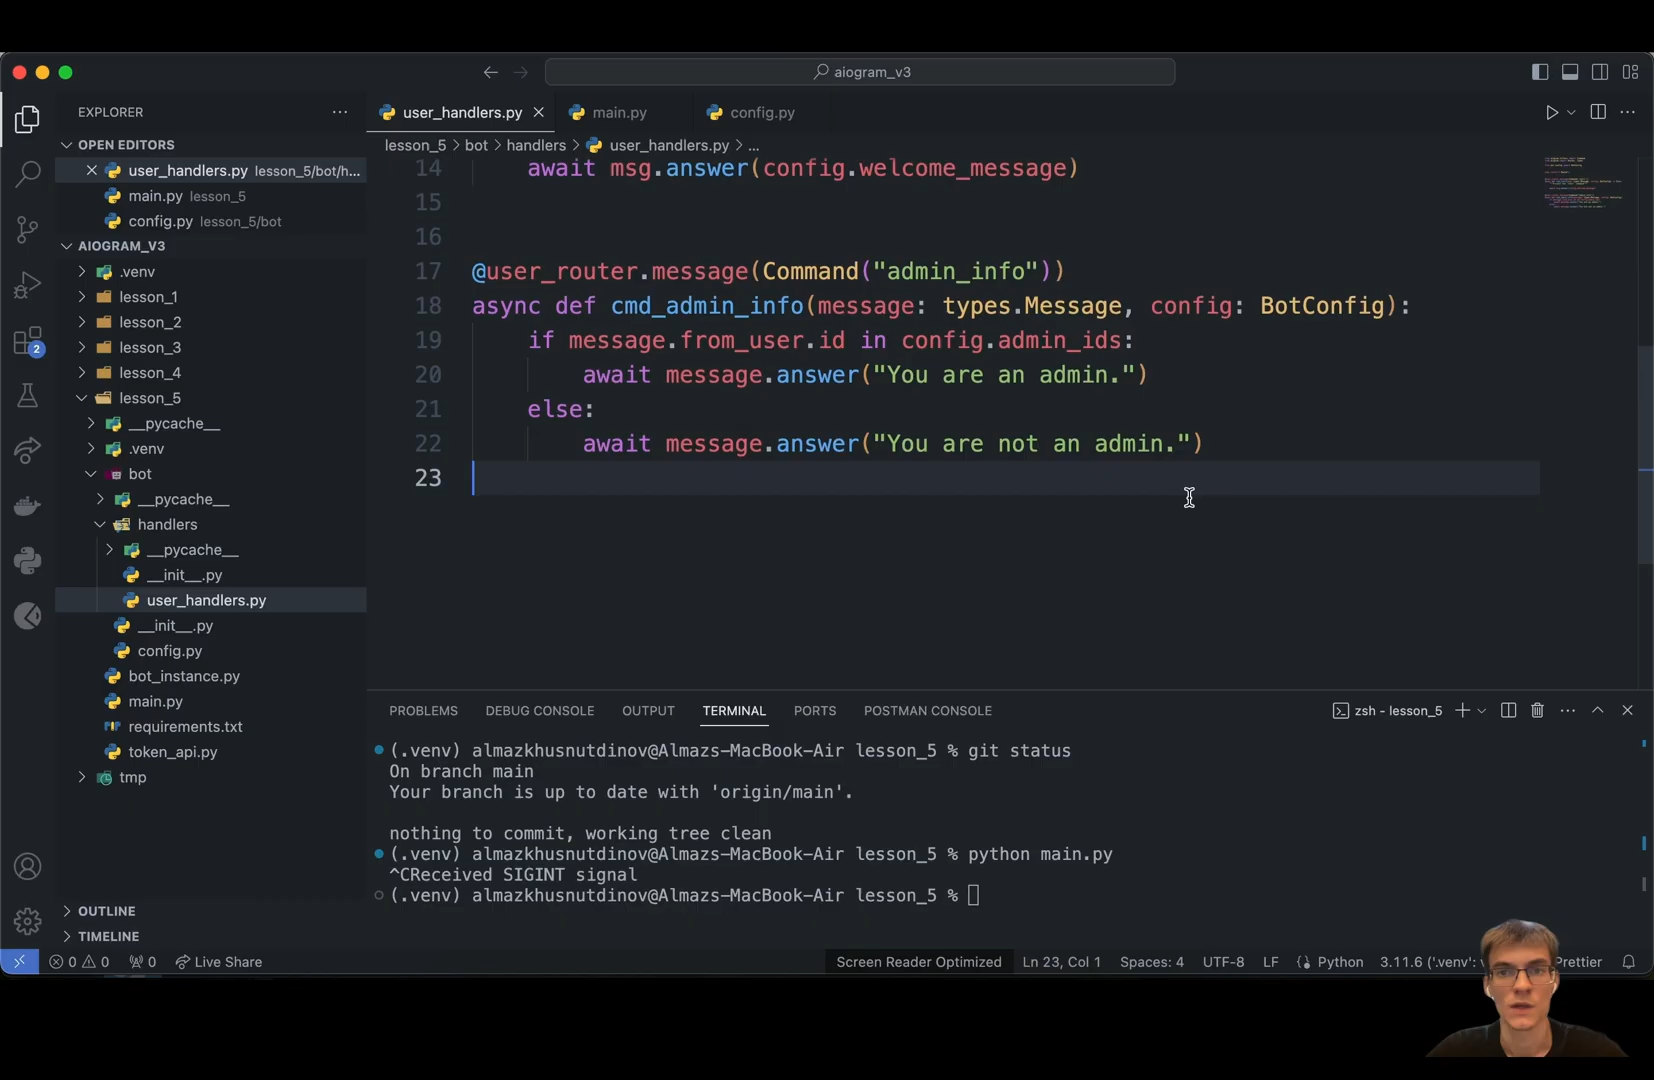 aiogram_v3
EXPLORER
OPEN EDITORS
user_handlers.py lesson_5/bot/h...
main.py lesson_5
config.py lesson_5/bot
AIOGRAM_V3
.venv
lesson_1
lesson_2
lesson_3
lesson_4
lesson_5
__pycache__
.venv
bot
__pycache__
handlers
__pycache__
__init__.py
user_handlers.py
__init__.py
config.py
bot_instance.py
main.py
requirements.txt
token_api.py
tmp
OUTLINE
TIMELINE
2
user_handlers.py main.py config.py
lesson_5 > bot > handlers > user_handlers.py > ...
14 await msg.answer(config.welcome_message)
15
16
17 @user_router.message(Command("admin_info"))
18 async def cmd_admin_info(message: types.Message, config: BotConfig):
19 if message.from_user.id in config.admin_ids:
20 await message.answer("You are an admin.")
21 else:
22 await message.answer("You are not an admin.")
23
PROBLEMS DEBUG CONSOLE OUTPUT TERMINAL PORTS POSTMAN CONSOLE
zsh - lesson_5
(.venv) almazkhusnutdinov@Almazs-MacBook-Air lesson_5 % git status
On branch main
Your branch is up to date with 'origin/main'.
nothing to commit, working tree clean
(.venv) almazkhusnutdinov@Almazs-MacBook-Air lesson_5 % python main.py
^CReceived SIGINT signal
(.venv) almazkhusnutdinov@Almazs-MacBook-Air lesson_5 %
0 0 0 Live Share Screen Reader Optimized Ln 23, Col 1 Spaces: 4 UTF-8 LF Python 3.11.6 ('.venv': Prettier